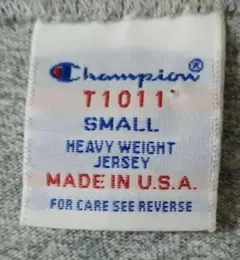 Champion®
T1011
SMALL
HEAVY WEIGHT
JERSEY
MADE IN U.S.A.
FOR CARE SEE REVERSE